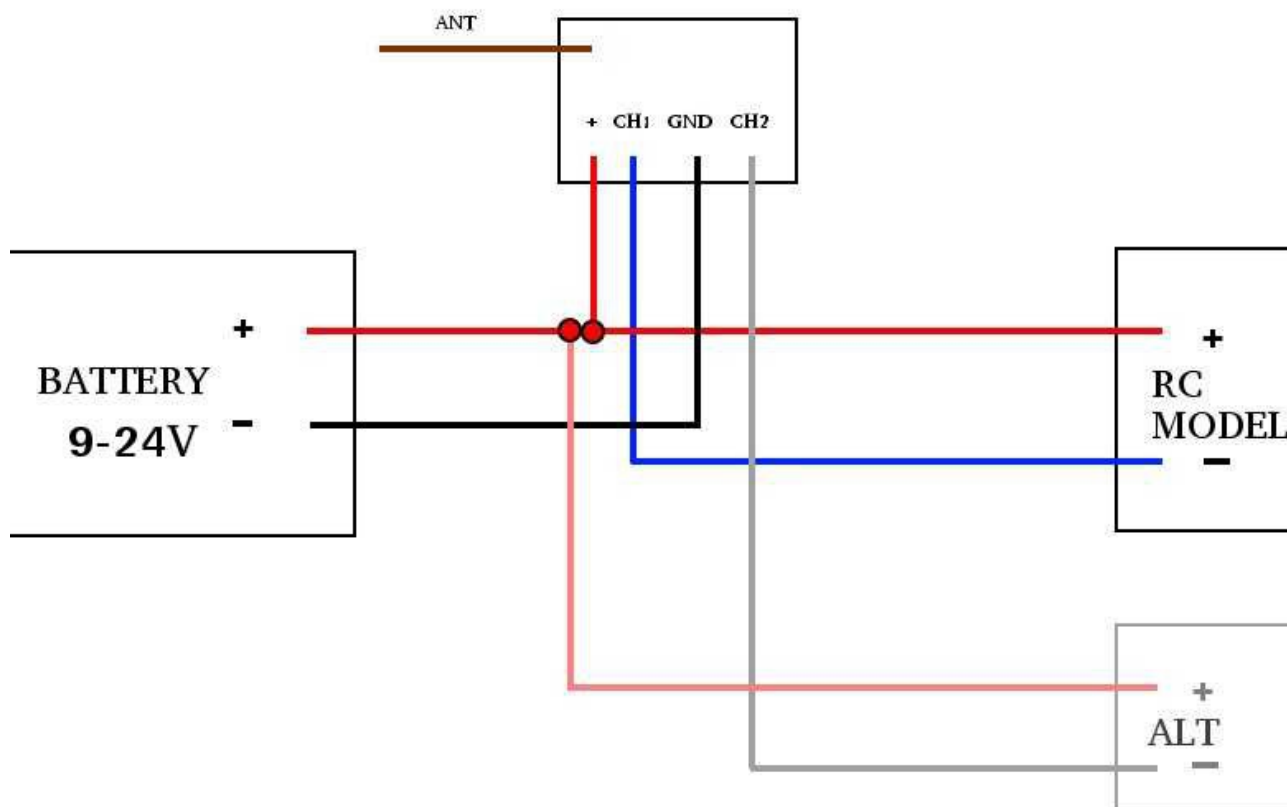 ANT
+ CH1 GND CH2
+
BATTERY
-
9-24V
+
RC
MODEL
-
+
ALT
-